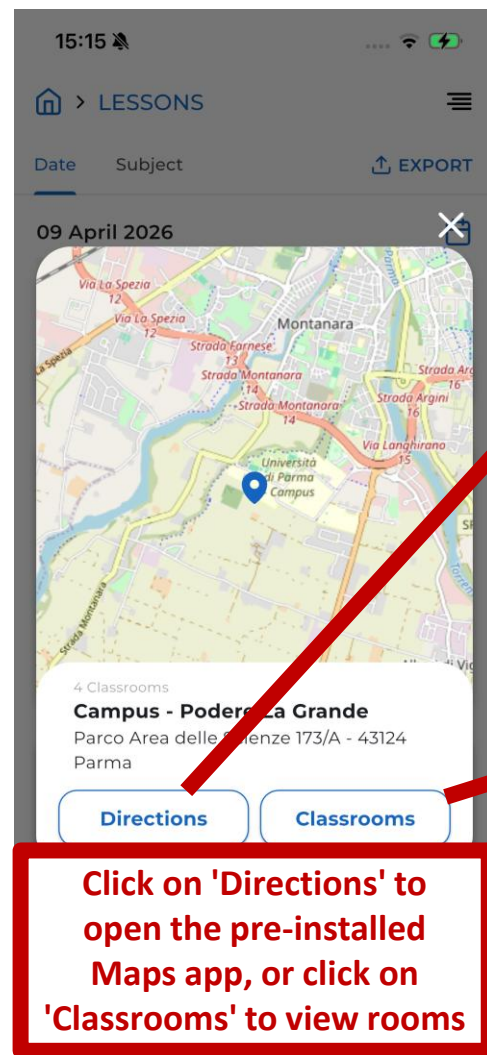 15:15
> LESSONS
Date Subject EXPORT
09 April 2026
Via La Spezia
12
Via La Spezia
12
Montanara
Strada Farnese
13
Strada Montanara
14
Strada Montanara
14
Strada Argini
16
Via Langhirano
15
Università
di Parma
Campus
Strada Montanara
4 Classrooms
Campus - Podere La Grande
Parco Area delle Scienze 173/A - 43124
Parma
Directions Classrooms
Click on 'Directions' to
open the pre-installed
Maps app, or click on
'Classrooms' to view rooms